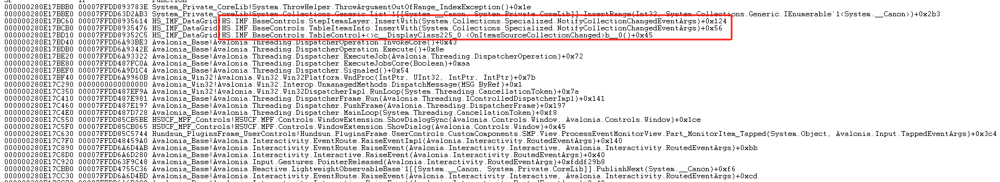 Function
000000280E17BBB0 00007FFDD893783E System_Private_CoreLib!System.ThrowHelper.ThrowArgumentOutOfRange_IndexException()+0x1e
000000280E17BBE0 00007FFDD63D2AB3 System_Private_CoreLib!System.Collections.Generic.List`1[[System.__Canon, System.Private.CoreLib]].InsertRange(Int32, System.Collections.Generic.IEnumerable`1<System.__Canon>)+0x2b3
000000280E17BC60 00007FFDD8935614 HS_IMF_DataGrid!HS.IMF.BaseControls.StepItemsLayer.InsertWith(System.Collections.Specialized.NotifyCollectionChangedEventArgs)+0x124
000000280E17BCB0 00007FFDD8935476 HS_IMF_DataGrid!HS.IMF.BaseControls.TableItemsInfo.InsertWith(System.Collections.Specialized.NotifyCollectionChangedEventArgs)+0x56
000000280E17BD10 00007FFDD89352C5 HS_IMF_DataGrid!HS.IMF.BaseControls.TableControl+<>c__DisplayClass225_0.<OnItemsSourceCollectionChanged>b__0()+0x45
000000280E17BD40 00007FFDD6A93BE3 Avalonia_Base!Avalonia.Threading.DispatcherOperation.InvokeCore()+0x43
000000280E17BDB0 00007FFDD6A9342E Avalonia_Base!Avalonia.Threading.DispatcherOperation.Execute()+0x8e
000000280E17BE20 00007FFDD6A93322 Avalonia_Base!Avalonia.Threading.Dispatcher.ExecuteJob(Avalonia.Threading.DispatcherOperation)+0x72
000000280E17BE80 00007FFDD487FC0A Avalonia_Base!Avalonia.Threading.Dispatcher.ExecuteJobsCore(Boolean)+0xaa
000000280E17BEF0 00007FFDD6A9D1C4 Avalonia_Base!Avalonia.Threading.Dispatcher.Signaled()+0x54
000000280E17BF40 00007FFDD6A9960B Avalonia_Win32!Avalonia.Win32.Win32Platform.WndProc(IntPtr, UInt32, IntPtr, IntPtr)+0x7b
000000280E17C290 0000000000000000 Avalonia_Win32!Avalonia.Win32.Interop.UnmanagedMethods.DispatchMessage(MSG ByRef)+0x1
000000280E17C350 00007FFDD487EF9A Avalonia_Win32!Avalonia.Win32.Win32DispatcherImpl.RunLoop(System.Threading.CancellationToken)+0x7a
000000280E17C410 00007FFDD487E981 Avalonia_Base!Avalonia.Threading.DispatcherFrame.Run(Avalonia.Threading.IControlledDispatcherImpl)+0x141
000000280E17C460 00007FFDD487E197 Avalonia_Base!Avalonia.Threading.Dispatcher.PushFrame(Avalonia.Threading.DispatcherFrame)+0x197
000000280E17C4E0 00007FFDD487D728 Avalonia_Base!Avalonia.Threading.Dispatcher.MainLoop(System.Threading.CancellationToken)+0xf8
000000280E17C550 00007FFDD85CB5BE HSUCF_MPF_Controls!HSUCF.MPF.Controls.WindowExtension.ShowDialogSync(Avalonia.Controls.Window, Avalonia.Controls.Window)+0x1ce
000000280E17C5F0 00007FFDD85CB065 HSUCF_MPF_Controls!HSUCF.MPF.Controls.WindowExtension.ShowDialog(Avalonia.Controls.Window)+0x45
000000280E17C630 00007FFDD85C5744 Hundsun_PluginsFrame_UserControls!Hundsun.PluginsFrame.UserControls.CustomComponents.SMP.View.ProcessEventMonitorView.Part_MonitorItem_Tapped(System.Object, Avalonia.Input.TappedEventArgs)+0x3c4
000000280E17C7F0 00007FFDD48459A0 Avalonia_Base!Avalonia.Interactivity.EventRoute.RaiseEventImpl(Avalonia.Interactivity.RoutedEventArgs)+0x140
000000280E17C890 00007FFDD6A6D4AB Avalonia_Base!Avalonia.Interactivity.EventRoute.RaiseEvent(Avalonia.Interactivity.Interactive, Avalonia.Interactivity.RoutedEventArgs)+0xbb
000000280E17C8D0 00007FFDD6A6D280 Avalonia_Base!Avalonia.Interactivity.Interactive.RaiseEvent(Avalonia.Interactivity.RoutedEventArgs)+0x40
000000280E17C920 00007FFDD63F9C48 Avalonia_Base!Avalonia.Input.Gestures.PointerReleased(Avalonia.Interactivity.RoutedEventArgs)+0xfddf29b8
000000280E17CBB0 00007FFDD4755C36 Avalonia_Base!Avalonia.Reactive.LightweightObservableBase`1[[System.__Canon, System.Private.CoreLib]].PublishNext(System.__Canon)+0xf6
000000280E17CC30 00007FFDD6A6D4BD Avalonia_Base!Avalonia.Interactivity.EventRoute.RaiseEvent(Avalonia.Interactivity.Interactive, Avalonia.Interactivity.RoutedEventArgs)+0xcd